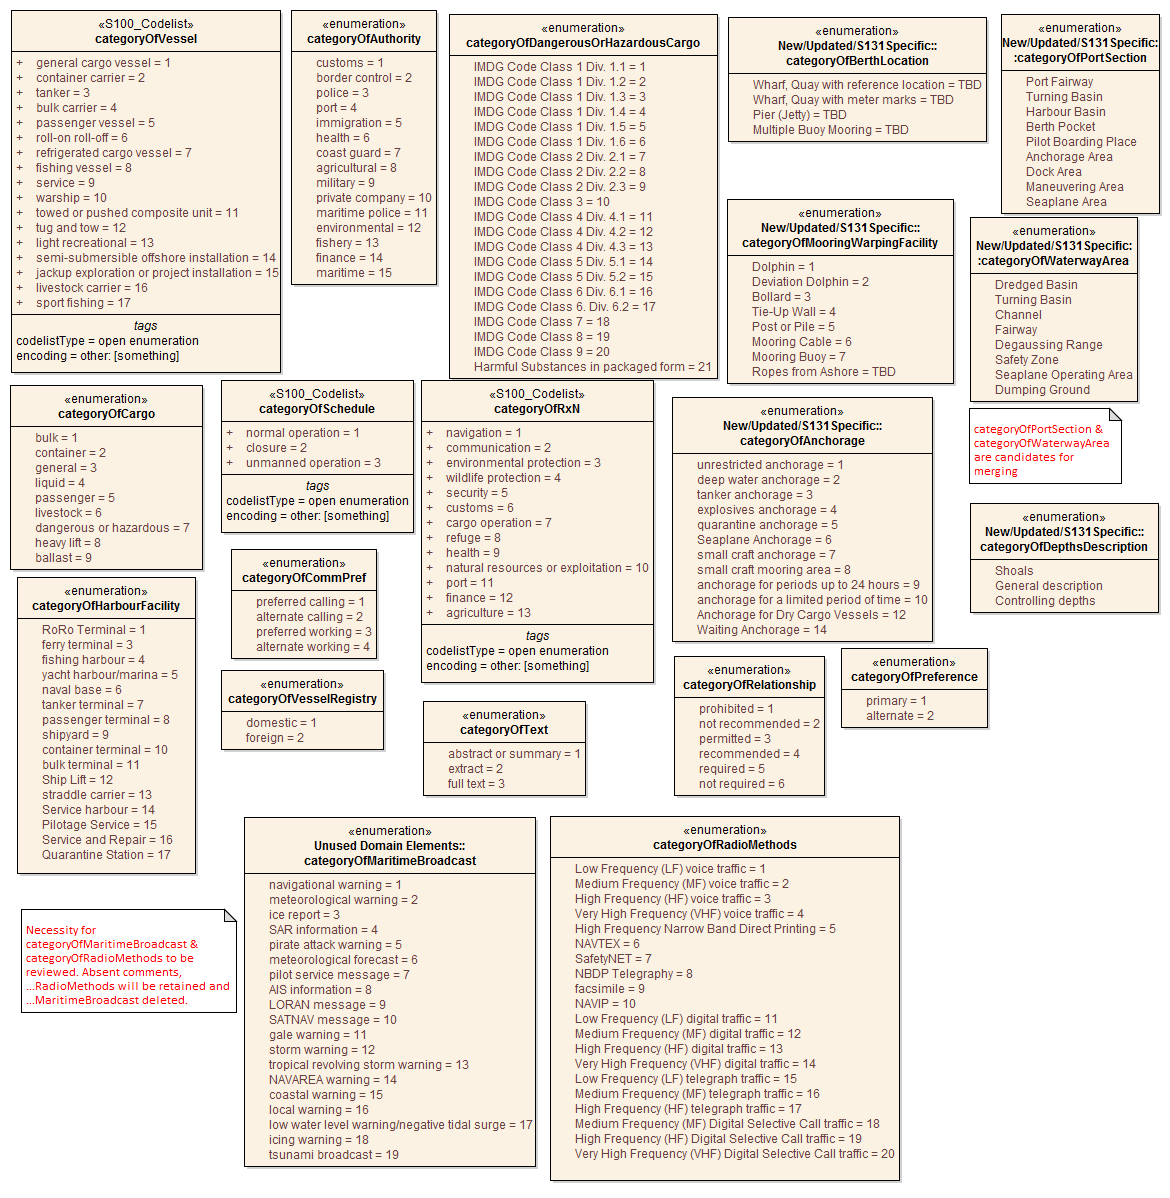 «S100_Codelist»
categoryOfVessel
+ general cargo vessel = 1
+ container carrier = 2
+ tanker = 3
+ bulk carrier = 4
+ passenger vessel = 5
+ roll-on roll-off = 6
+ refrigerated cargo vessel = 7
+ fishing vessel = 8
+ service = 9
+ warship = 10
+ towed or pushed composite unit = 11
+ tug and tow = 12
+ light recreational = 13
+ semi-submersible offshore installation = 14
+ jackup exploration or project installation = 15
+ livestock carrier = 16
+ sport fishing = 17
tags
codelistType = open enumeration
encoding = other: [something]
«enumeration»
categoryOfAuthority
customs = 1
border control = 2
police = 3
port = 4
immigration = 5
health = 6
coast guard = 7
agricultural = 8
military = 9
private company = 10
maritime police = 11
environmental = 12
fishery = 13
finance = 14
maritime = 15
«enumeration»
categoryOfDangerousOrHazardousCargo
IMDG Code Class 1 Div. 1.1 = 1
IMDG Code Class 1 Div. 1.2 = 2
IMDG Code Class 1 Div. 1.3 = 3
IMDG Code Class 1 Div. 1.4 = 4
IMDG Code Class 1 Div. 1.5 = 5
IMDG Code Class 1 Div. 1.6 = 6
IMDG Code Class 2 Div. 2.1 = 7
IMDG Code Class 2 Div. 2.2 = 8
IMDG Code Class 2 Div. 2.3 = 9
IMDG Code Class 3 = 10
IMDG Code Class 4 Div. 4.1 = 11
IMDG Code Class 4 Div. 4.2 = 12
IMDG Code Class 4 Div. 4.3 = 13
IMDG Code Class 5 Div. 5.1 = 14
IMDG Code Class 5 Div. 5.2 = 15
IMDG Code Class 6 Div. 6.1 = 16
IMDG Code Class 6. Div. 6.2 = 17
IMDG Code Class 7 = 18
IMDG Code Class 8 = 19
IMDG Code Class 9 = 20
Harmful Substances in packaged form = 21
«enumeration»
New/Updated/S131Specific::
categoryOfBerthLocation
Wharf, Quay with reference location = TBD
Wharf, Quay with meter marks = TBD
Pier (Jetty) = TBD
Multiple Buoy Mooring = TBD
«enumeration»
New/Updated/S131Specific:
:categoryOfPortSection
Port Fairway
Turning Basin
Harbour Basin
Berth Pocket
Pilot Boarding Place
Anchorage Area
Dock Area
Maneuvering Area
Seaplane Area
«enumeration»
New/Updated/S131Specific::
categoryOfMooringWarpingFacility
Dolphin = 1
Deviation Dolphin = 2
Bollard = 3
Tie-Up Wall = 4
Post or Pile = 5
Mooring Cable = 6
Mooring Buoy = 7
Ropes from Ashore = TBD
«enumeration»
New/Updated/S131Specific:
:categoryOfWaterwayArea
Dredged Basin
Turning Basin
Channel
Fairway
Degaussing Range
Safety Zone
Seaplane Operating Area
Dumping Ground
«enumeration»
categoryOfCargo
bulk = 1
container = 2
general = 3
liquid = 4
passenger = 5
livestock = 6
dangerous or hazardous = 7
heavy lift = 8
ballast = 9
«S100_Codelist»
categoryOfSchedule
+ normal operation = 1
+ closure = 2
+ unmanned operation = 3
tags
codelistType = open enumeration
encoding = other: [something]
«S100_Codelist»
categoryOfRxN
+ navigation = 1
+ communication = 2
+ environmental protection = 3
+ wildlife protection = 4
+ security = 5
+ customs = 6
+ cargo operation = 7
+ refuge = 8
+ health = 9
+ natural resources or exploitation = 10
+ port = 11
+ finance = 12
+ agriculture = 13
tags
codelistType = open enumeration
encoding = other: [something]
«enumeration»
New/Updated/S131Specific::
categoryOfAnchorage
unrestricted anchorage = 1
deep water anchorage = 2
tanker anchorage = 3
explosives anchorage = 4
quarantine anchorage = 5
Seaplane Anchorage = 6
small craft anchorage = 7
small craft mooring area = 8
anchorage for periods up to 24 hours = 9
anchorage for a limited period of time = 10
Anchorage for Dry Cargo Vessels = 12
Waiting Anchorage = 14
categoryOfPortSection &
categoryOfWaterwayArea
are candidates for
merging
«enumeration»
New/Updated/S131Specific::
categoryOfDepthsDescription
Shoals
General description
Controlling depths
«enumeration»
categoryOfHarbourFacility
RoRo Terminal = 1
ferry terminal = 3
fishing harbour = 4
yacht harbour/marina = 5
naval base = 6
tanker terminal = 7
passenger terminal = 8
shipyard = 9
container terminal = 10
bulk terminal = 11
Ship Lift = 12
straddle carrier = 13
Service harbour = 14
Pilotage Service = 15
Service and Repair = 16
Quarantine Station = 17
«enumeration»
categoryOfCommPref
preferred calling = 1
alternate calling = 2
preferred working = 3
alternate working = 4
«enumeration»
categoryOfVesselRegistry
domestic = 1
foreign = 2
«enumeration»
categoryOfText
abstract or summary = 1
extract = 2
full text = 3
«enumeration»
categoryOfRelationship
prohibited = 1
not recommended = 2
permitted = 3
recommended = 4
required = 5
not required = 6
«enumeration»
categoryOfPreference
primary = 1
alternate = 2
Necessity for
categoryOfMaritimeBroadcast &
categoryOfRadioMethods to be
reviewed. Absent comments,
...RadioMethods will be retained and
...MaritimeBroadcast deleted.
«enumeration»
Unused Domain Elements::
categoryOfMaritimeBroadcast
navigational warning = 1
meteorological warning = 2
ice report = 3
SAR information = 4
pirate attack warning = 5
meteorological forecast = 6
pilot service message = 7
AIS information = 8
LORAN message = 9
SATNAV message = 10
gale warning = 11
storm warning = 12
tropical revolving storm warning = 13
NAVAREA warning = 14
coastal warning = 15
local warning = 16
low water level warning/negative tidal surge = 17
icing warning = 18
tsunami broadcast = 19
«enumeration»
categoryOfRadioMethods
Low Frequency (LF) voice traffic = 1
Medium Frequency (MF) voice traffic = 2
High Frequency (HF) voice traffic = 3
Very High Frequency (VHF) voice traffic = 4
High Frequency Narrow Band Direct Printing = 5
NAVTEX = 6
SafetyNET = 7
NBDP Telegraphy = 8
facsimile = 9
NAVIP = 10
Low Frequency (LF) digital traffic = 11
Medium Frequency (MF) digital traffic = 12
High Frequency (HF) digital traffic = 13
Very High Frequency (VHF) digital traffic = 14
Low Frequency (LF) telegraph traffic = 15
Medium Frequency (MF) telegraph traffic = 16
High Frequency (HF) telegraph traffic = 17
Medium Frequency (MF) Digital Selective Call traffic = 18
High Frequency (HF) Digital Selective Call traffic = 19
Very High Frequency (VHF) Digital Selective Call traffic = 20